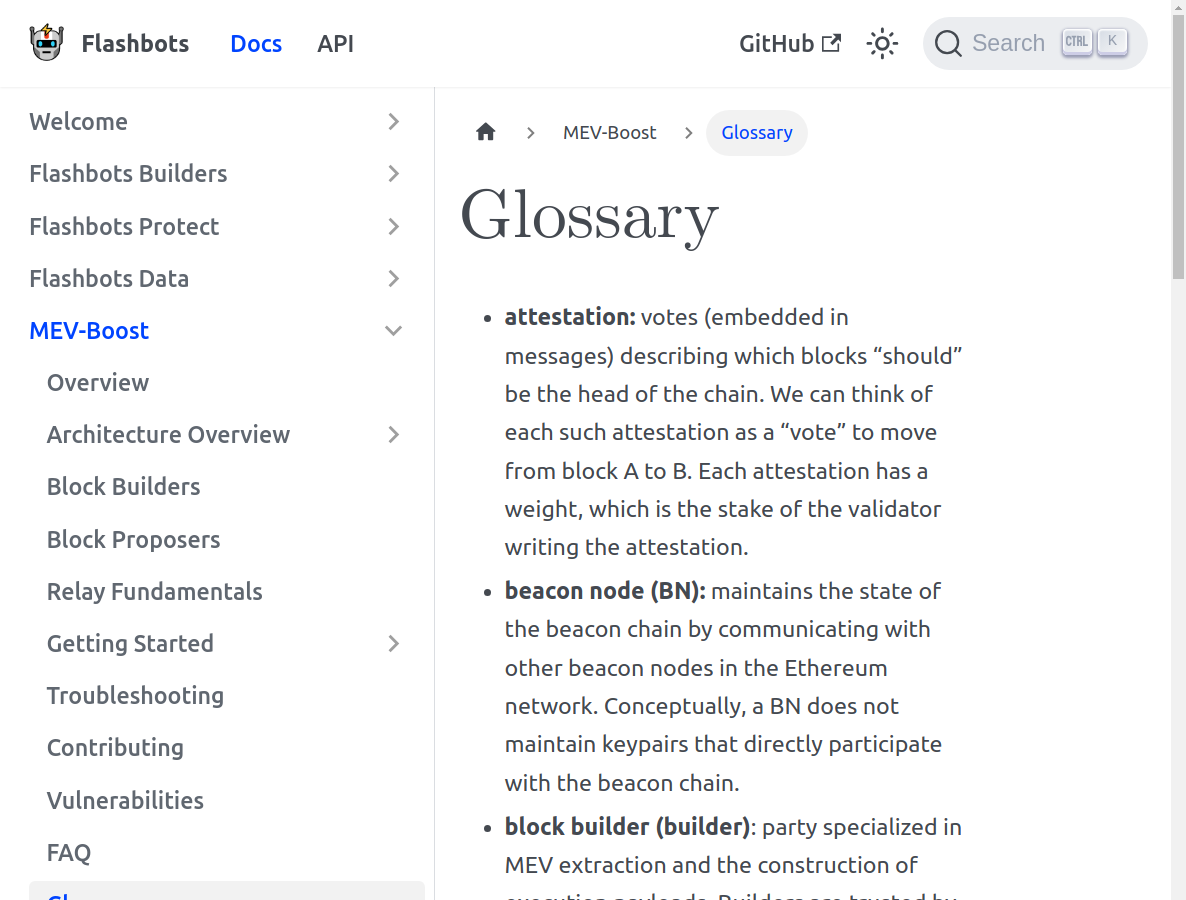 Flashbots
Docs
API
GitHub
Search
CTRL
K
Welcome
Flashbots Builders
Flashbots Protect
Flashbots Data
MEV-Boost
Overview
Architecture Overview
Block Builders
Block Proposers
Relay Fundamentals
Getting Started
Troubleshooting
Contributing
Vulnerabilities
FAQ
MEV-Boost
Glossary
Glossary
attestation: votes (embedded in
messages) describing which blocks “should”
be the head of the chain. We can think of
each such attestation as a “vote” to move
from block A to B. Each attestation has a
weight, which is the stake of the validator
writing the attestation.
beacon node (BN): maintains the state of
the beacon chain by communicating with
other beacon nodes in the Ethereum
network. Conceptually, a BN does not
maintain keypairs that directly participate
with the beacon chain.
block builder (builder): party specialized in
MEV extraction and the construction of
execution payloads. Builders are trusted by